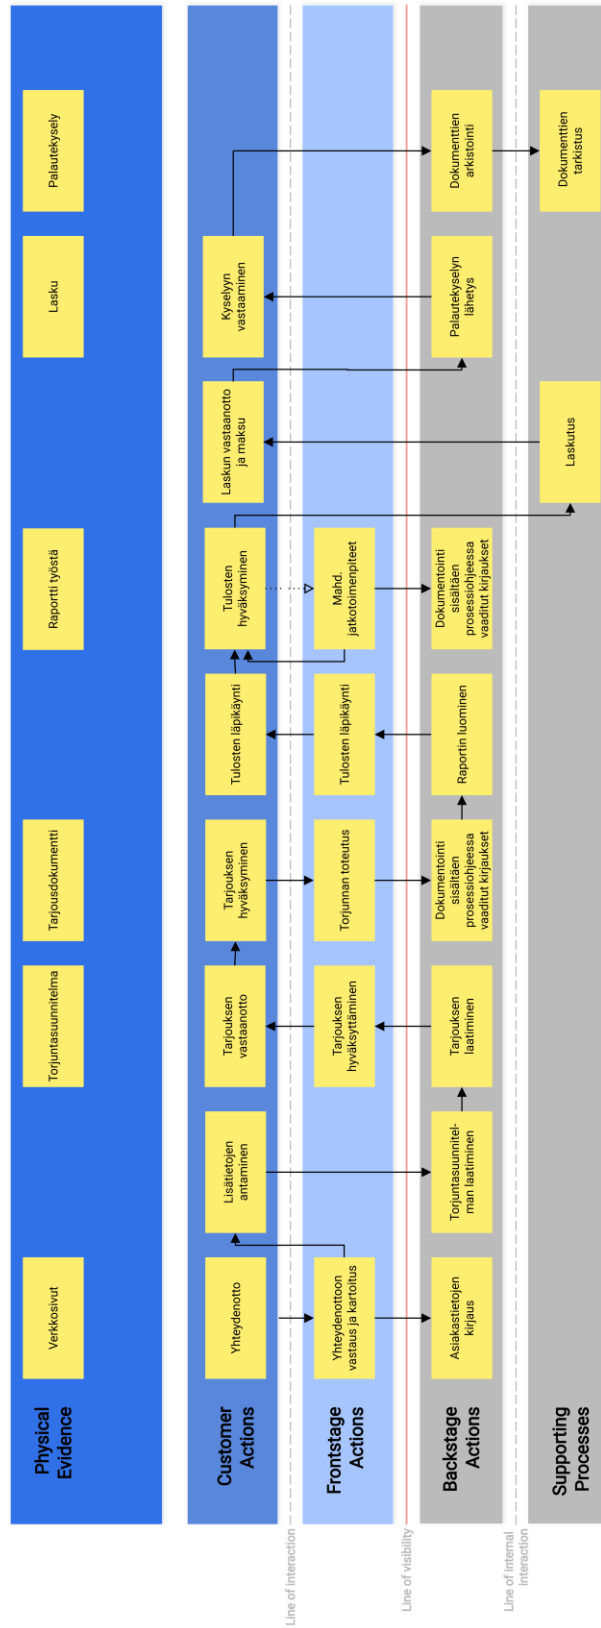 Physical
Evidence
Verkkosivut
Torjuntasuunnitelma
Tarjousdokumentti
Raportti työstä
Lasku
Palautekysely
Customer
Actions
Yhteydenotto
Lisätietojen
antaminen
Tarjouksen
vastaanotto
Tarjouksen
hyväksyminen
Tulosten läpikäynti
Tulosten
hyväksyminen
Laskun vastaanotto
ja maksu
Kyselyyn
vastaaminen
Line of interaction
Frontstage
Actions
Yhteydenottoon
vastaus ja kartoitus
Tarjouksen
hyväksyttäminen
Torjunnan toteutus
Tulosten läpikäynti
Mahd.
jatkotoimenpiteet
Line of visibility
Backstage
Actions
Asiakastietojen
kirjaus
Torjuntasuunnitel-
man laatiminen
Tarjouksen
laatiminen
Dokumentointi
sisältäen
prosessiohjeessa
vaaditut kirjaukset
Raportin luominen
Dokumentointi
sisältäen
prosessiohjeessa
vaaditut kirjaukset
Palautekyselyn
lähetys
Dokumenttien
arkistointi
Line of internal
interaction
Supporting
Processes
Laskutus
Dokumenttien
tarkistus